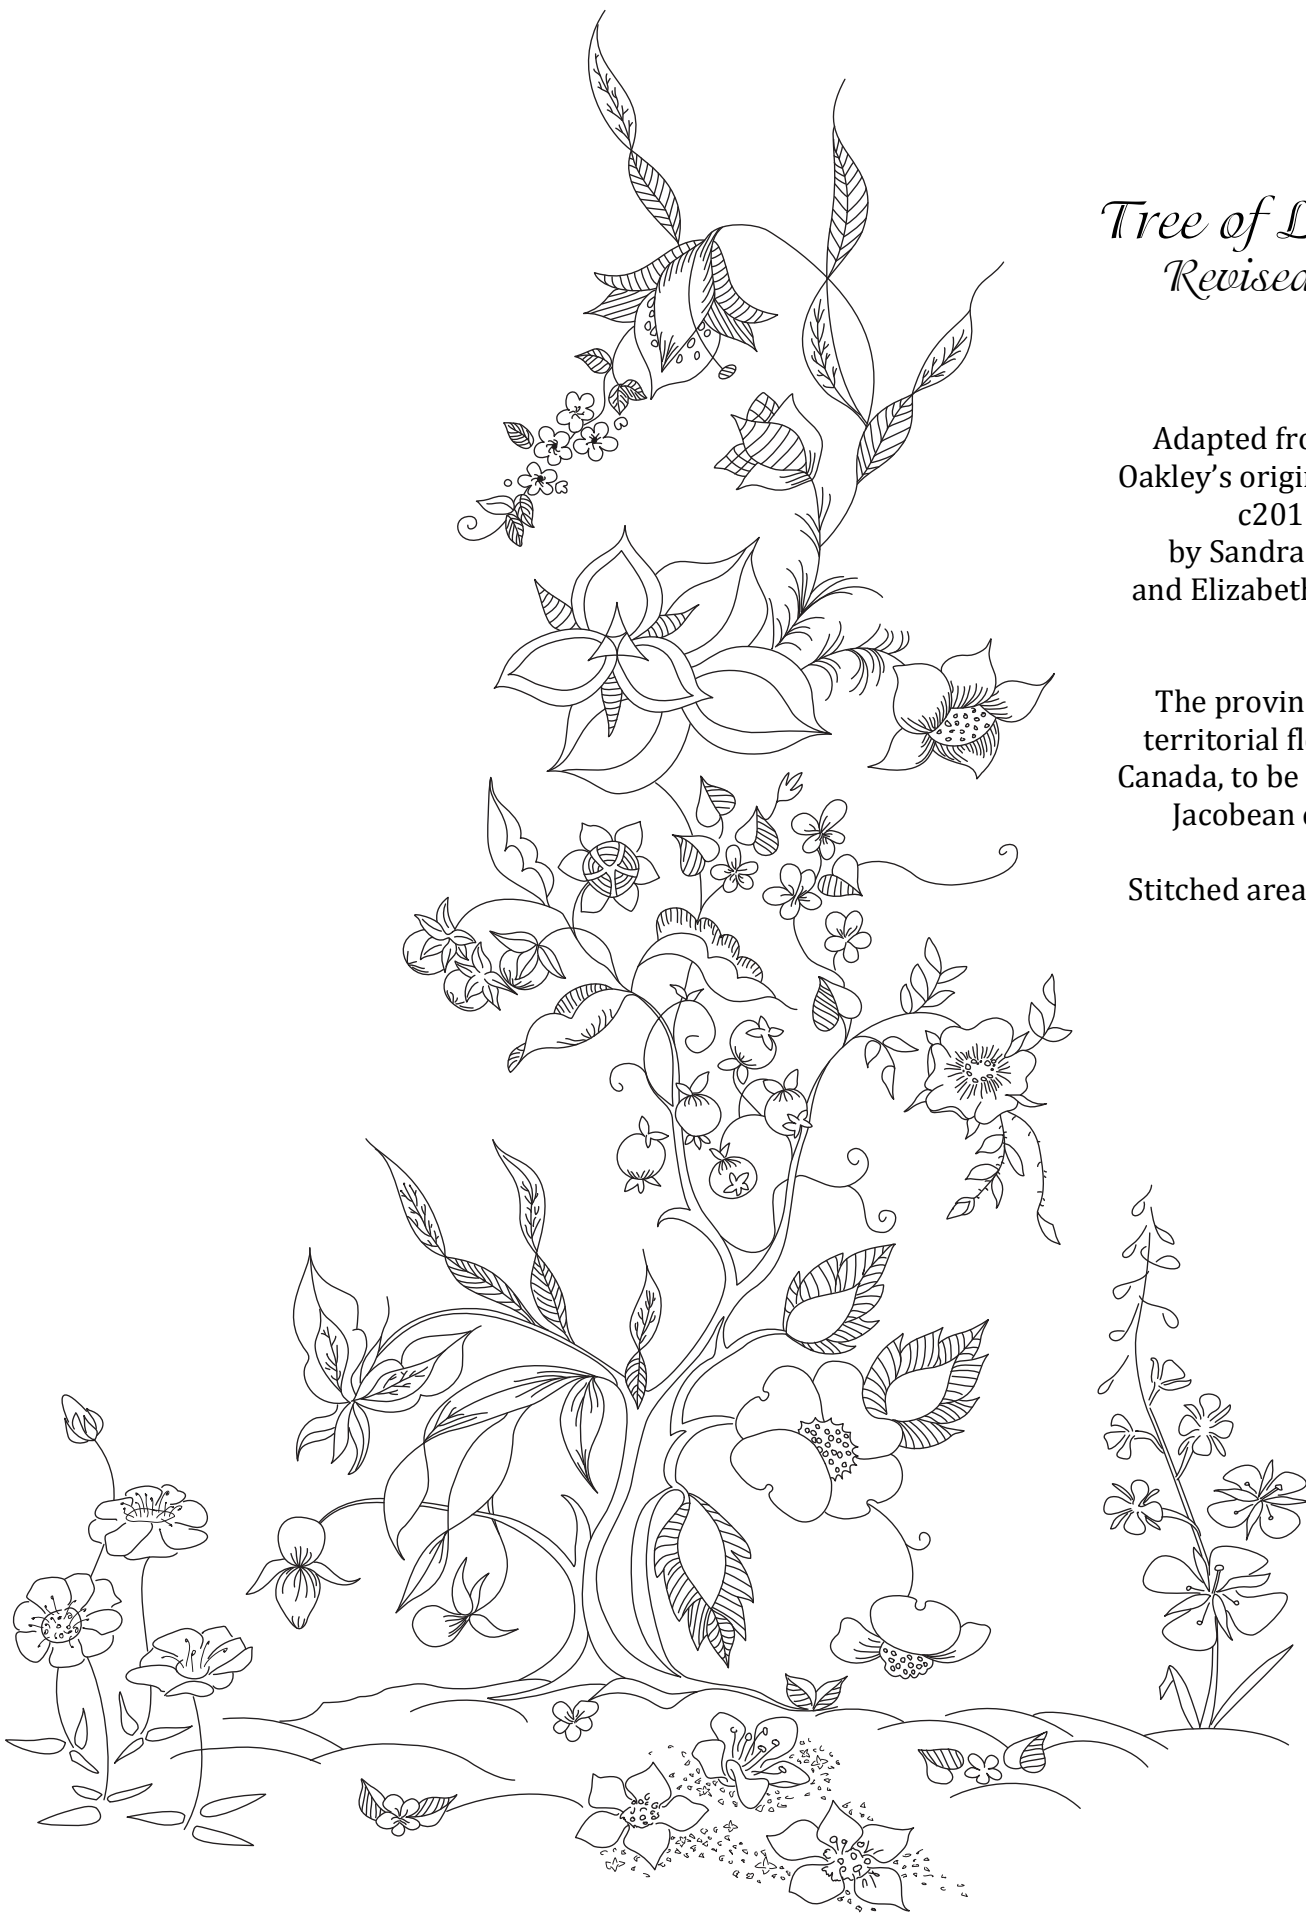 Tree of L
Revised
Adapted fro
Oakley's origin
c201
by Sandra
and Elizabeth
The provin
territorial fl
Canada, to be
Jacobean
Stitched area